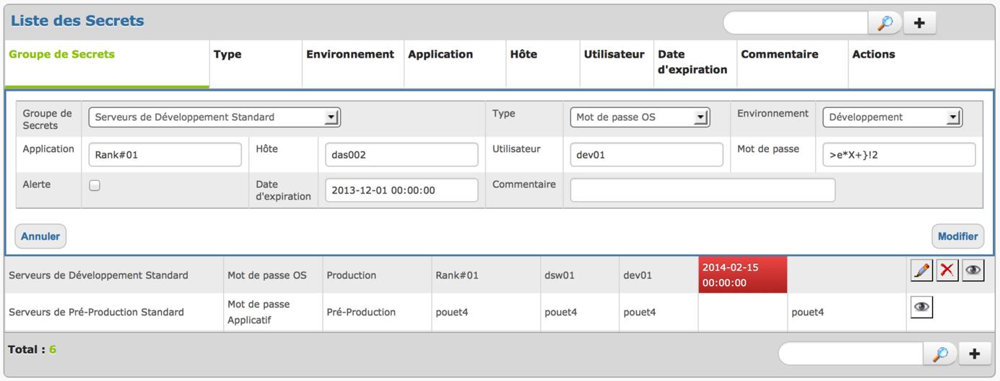 Liste des Secrets
Groupe de Secrets Type Environnement Application Hôte Utilisateur Date d'expiration Commentaire Actions
Groupe de Secrets Serveurs de Développement Standard Type Mot de passe OS Environnement Développement
Application Rank#01 Hôte das002 Utilisateur dev01 Mot de passe >e*X+}!2
Alerte Date d'expiration 2013-12-01 00:00:00 Commentaire
Annuler Modifier
Serveurs de Développement Standard Mot de passe OS Production Rank#01 dsw01 dev01 2014-02-15 00:00:00
Serveurs de Pré-Production Standard Mot de passe Applicatif Pré-Production pouet4 pouet4 pouet4 pouet4
Total : 6